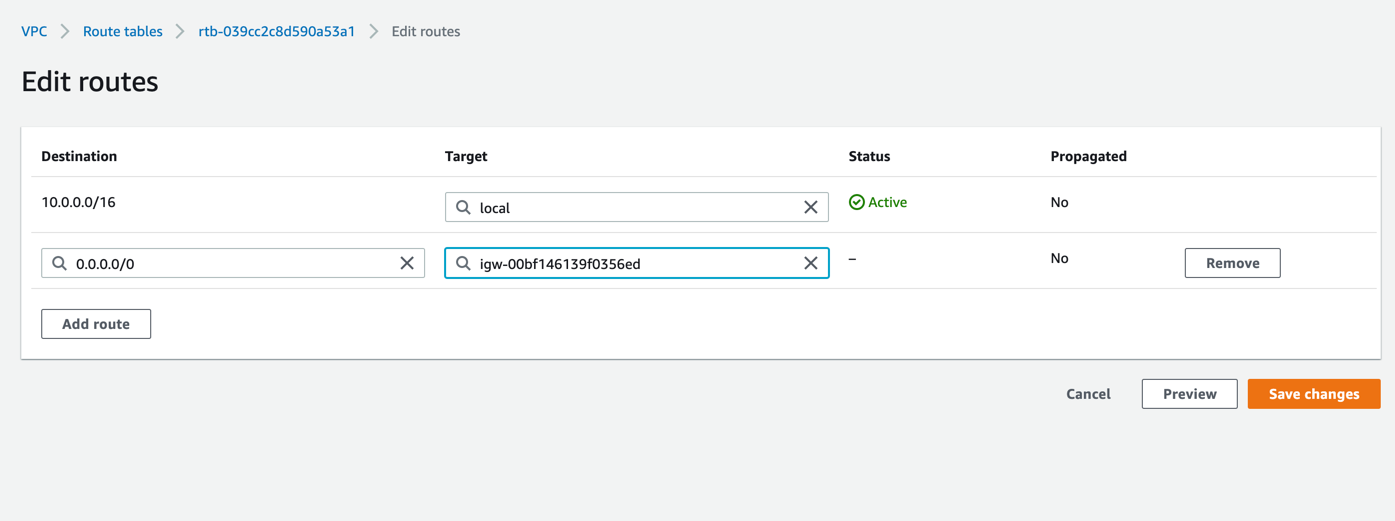 VPC > Route tables > rtb-039cc2c8d590a53a1 > Edit routes
Edit routes
Destination Target Status Propagated
10.0.0.0/16 local Active No
0.0.0.0/0 igw-00bf146139f0356ed – No Remove
Add route
Cancel Preview Save changes